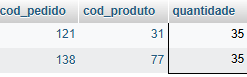 cod_pedido cod_produto quantidade
121 31 35
138 77 35